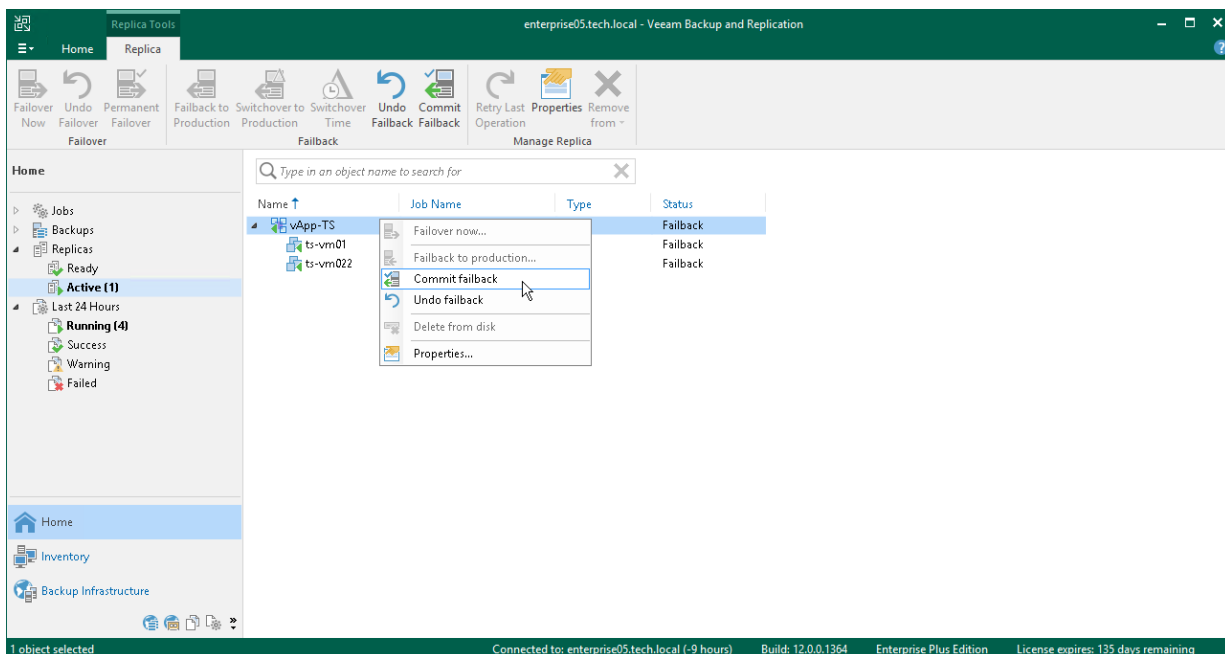 Replica Tools
enterprise05.tech.local - Veeam Backup and Replication
Home Replica
Failover Now
Undo Failover
Permanent Failover
Failback to Production
Switchover to Production
Switchover Time
Undo Failback
Commit Failback
Retry Last Operation
Properties
Remove from
Failover
Failback
Manage Replica
Home
Type in an object name to search for
Jobs
Backups
Replicas
Ready
Active (1)
Last 24 Hours
Running (4)
Success
Warning
Failed
Name Job Name Type Status
vApp-TS Failback
ts-vm01 Failback
ts-vm022 Failback
Failover now...
Failback to production...
Commit failback
Undo failback
Delete from disk
Properties...
Home
Inventory
Backup Infrastructure
1 object selected
Connected to: enterprise05.tech.local (-9 hours)
Build: 12.0.0.1364
Enterprise Plus Edition
License expires: 135 days remaining